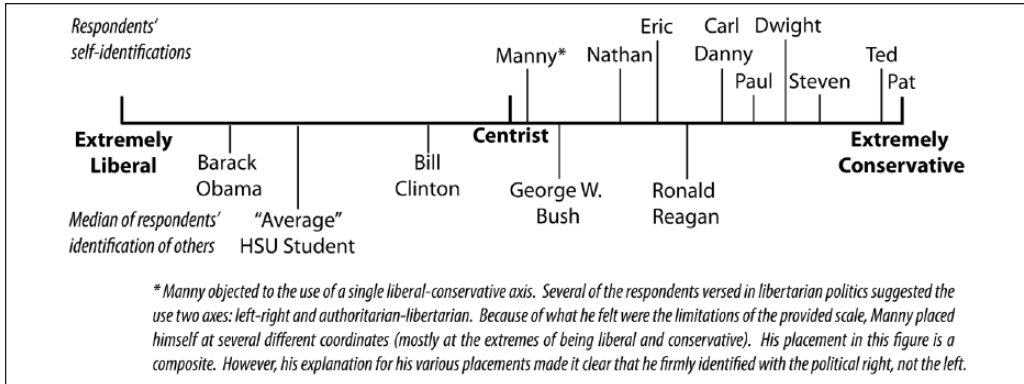 Respondents'
self-identifications
Eric Carl Dwight
Manny* Nathan Danny Ted
Paul Steven Pat
Extremely
Liberal
Centrist
Extremely
Conservative
Barack
Obama
Bill
Clinton
George W.
Bush
Ronald
Reagan
Median of respondents'
identification of others
"Average"
HSU Student
* Manny objected to the use of a single liberal-conservative axis. Several of the respondents versed in libertarian politics suggested the
use two axes: left-right and authoritarian-libertarian. Because of what he felt were the limitations of the provided scale, Manny placed
himself at several different coordinates (mostly at the extremes of being liberal and conservative). His placement in this figure is a
composite. However, his explanation for his various placements made it clear that he firmly identified with the political right, not the left.